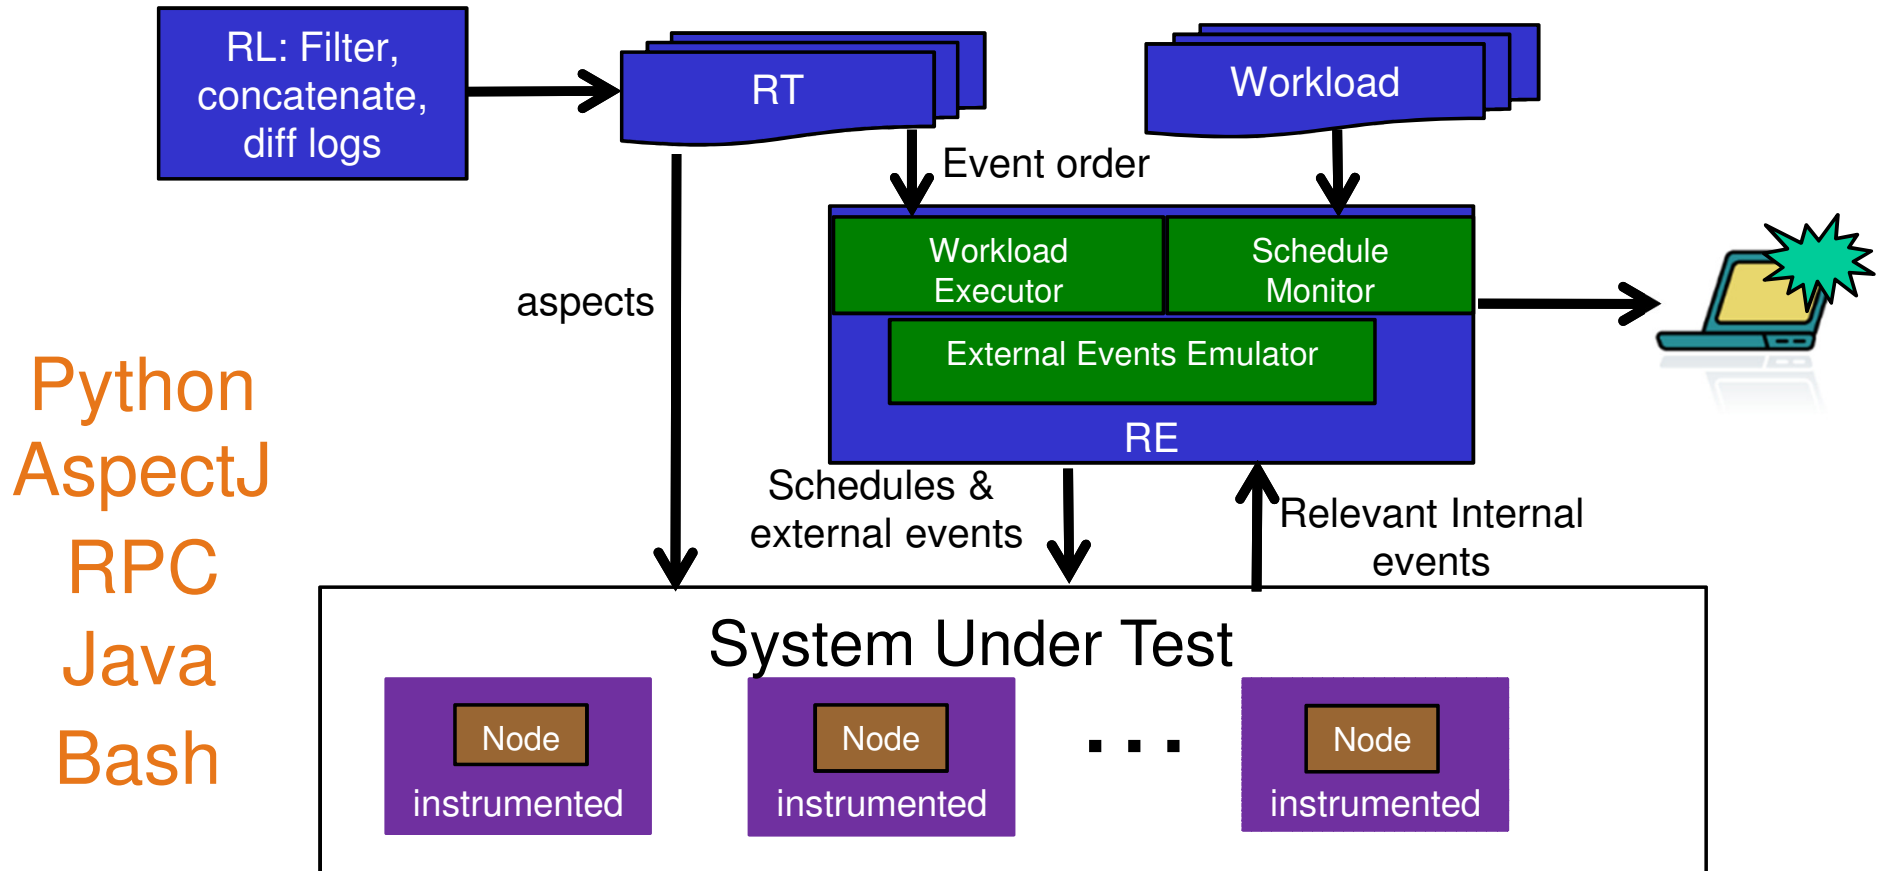 RL: Filter,
concatenate,
diff logs
RT
Workload
Event order
Workload
Executor
Schedule
Monitor
aspects
External Events Emulator
RE
Python
AspectJ
RPC
Java
Bash
Schedules &
external events
Relevant Internal
events
System Under Test
Node
instrumented
Node
instrumented
...
Node
instrumented